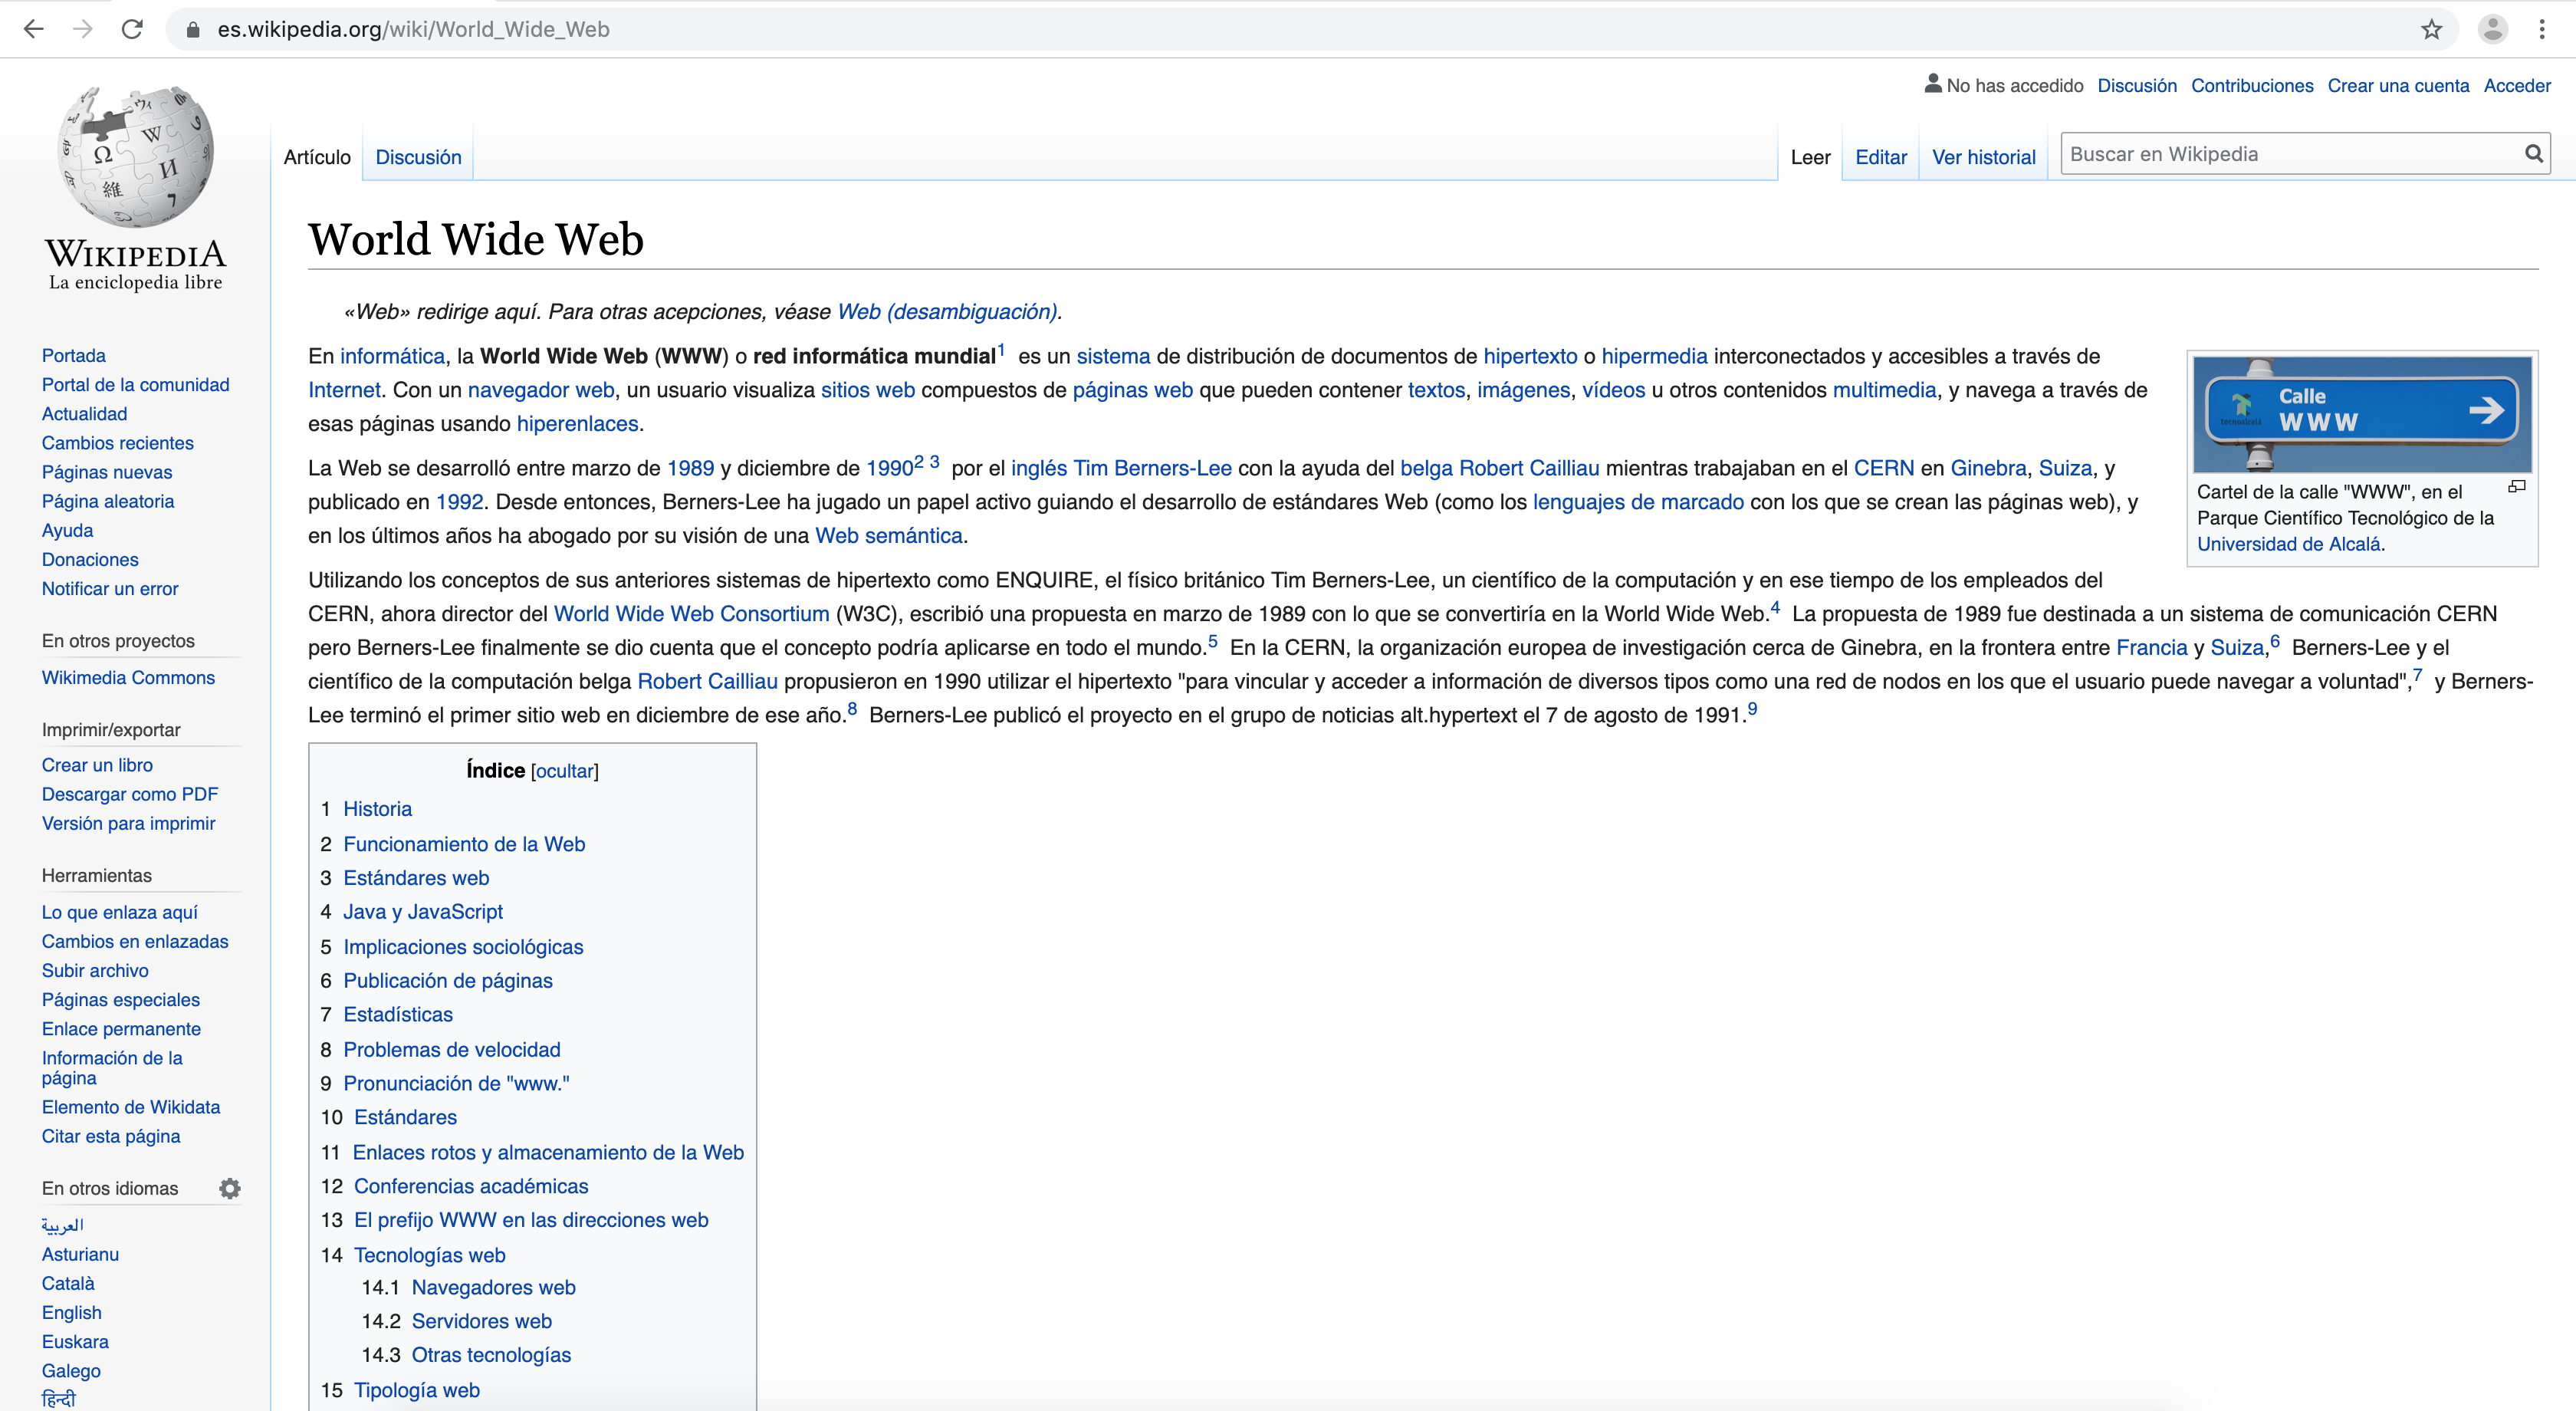 es.wikipedia.org/wiki/World_Wide_Web
No has accedido Discusión Contribuciones Crear una cuenta Acceder
Artículo Discusión Leer Editar Ver historial Buscar en Wikipedia
WIKIPEDIA
La enciclopedia libre
Portada
Portal de la comunidad
Actualidad
Cambios recientes
Páginas nuevas
Página aleatoria
Ayuda
Donaciones
Notificar un error
En otros proyectos
Wikimedia Commons
Imprimir/exportar
Crear un libro
Descargar como PDF
Versión para imprimir
Herramientas
Lo que enlaza aquí
Cambios en enlazadas
Subir archivo
Páginas especiales
Enlace permanente
Información de la
página
Elemento de Wikidata
Citar esta página
En otros idiomas
العربية
Asturianu
Català
English
Euskara
Galego
हिन्दी
World Wide Web
«Web» redirige aquí. Para otras acepciones, véase Web (desambiguación).
En informática, la World Wide Web (WWW) o red informática mundial1 es un sistema de distribución de documentos de hipertexto o hipermedia interconectados y accesibles a través de
Internet. Con un navegador web, un usuario visualiza sitios web compuestos de páginas web que pueden contener textos, imágenes, vídeos u otros contenidos multimedia, y navega a través de
esas páginas usando hiperenlaces.
La Web se desarrolló entre marzo de 1989 y diciembre de 19902 3 por el inglés Tim Berners-Lee con la ayuda del belga Robert Cailliau mientras trabajaban en el CERN en Ginebra, Suiza, y
publicado en 1992. Desde entonces, Berners-Lee ha jugado un papel activo guiando el desarrollo de estándares Web (como los lenguajes de marcado con los que se crean las páginas web), y
en los últimos años ha abogado por su visión de una Web semántica.
Utilizando los conceptos de sus anteriores sistemas de hipertexto como ENQUIRE, el físico británico Tim Berners-Lee, un científico de la computación y en ese tiempo de los empleados del
CERN, ahora director del World Wide Web Consortium (W3C), escribió una propuesta en marzo de 1989 con lo que se convertiría en la World Wide Web.4 La propuesta de 1989 fue destinada a un sistema de comunicación CERN
pero Berners-Lee finalmente se dio cuenta que el concepto podría aplicarse en todo el mundo.5 En la CERN, la organización europea de investigación cerca de Ginebra, en la frontera entre Francia y Suiza,6 Berners-Lee y el
científico de la computación belga Robert Cailliau propusieron en 1990 utilizar el hipertexto "para vincular y acceder a información de diversos tipos como una red de nodos en los que el usuario puede navegar a voluntad",7 y Berners-
Lee terminó el primer sitio web en diciembre de ese año.8 Berners-Lee publicó el proyecto en el grupo de noticias alt.hypertext el 7 de agosto de 1991.9
Calle
WWW
Cartel de la calle "WWW", en el
Parque Científico Tecnológico de la
Universidad de Alcalá.
Índice [ocultar]
1 Historia
2 Funcionamiento de la Web
3 Estándares web
4 Java y JavaScript
5 Implicaciones sociológicas
6 Publicación de páginas
7 Estadísticas
8 Problemas de velocidad
9 Pronunciación de "www."
10 Estándares
11 Enlaces rotos y almacenamiento de la Web
12 Conferencias académicas
13 El prefijo WWW en las direcciones web
14 Tecnologías web
14.1 Navegadores web
14.2 Servidores web
14.3 Otras tecnologías
15 Tipología web